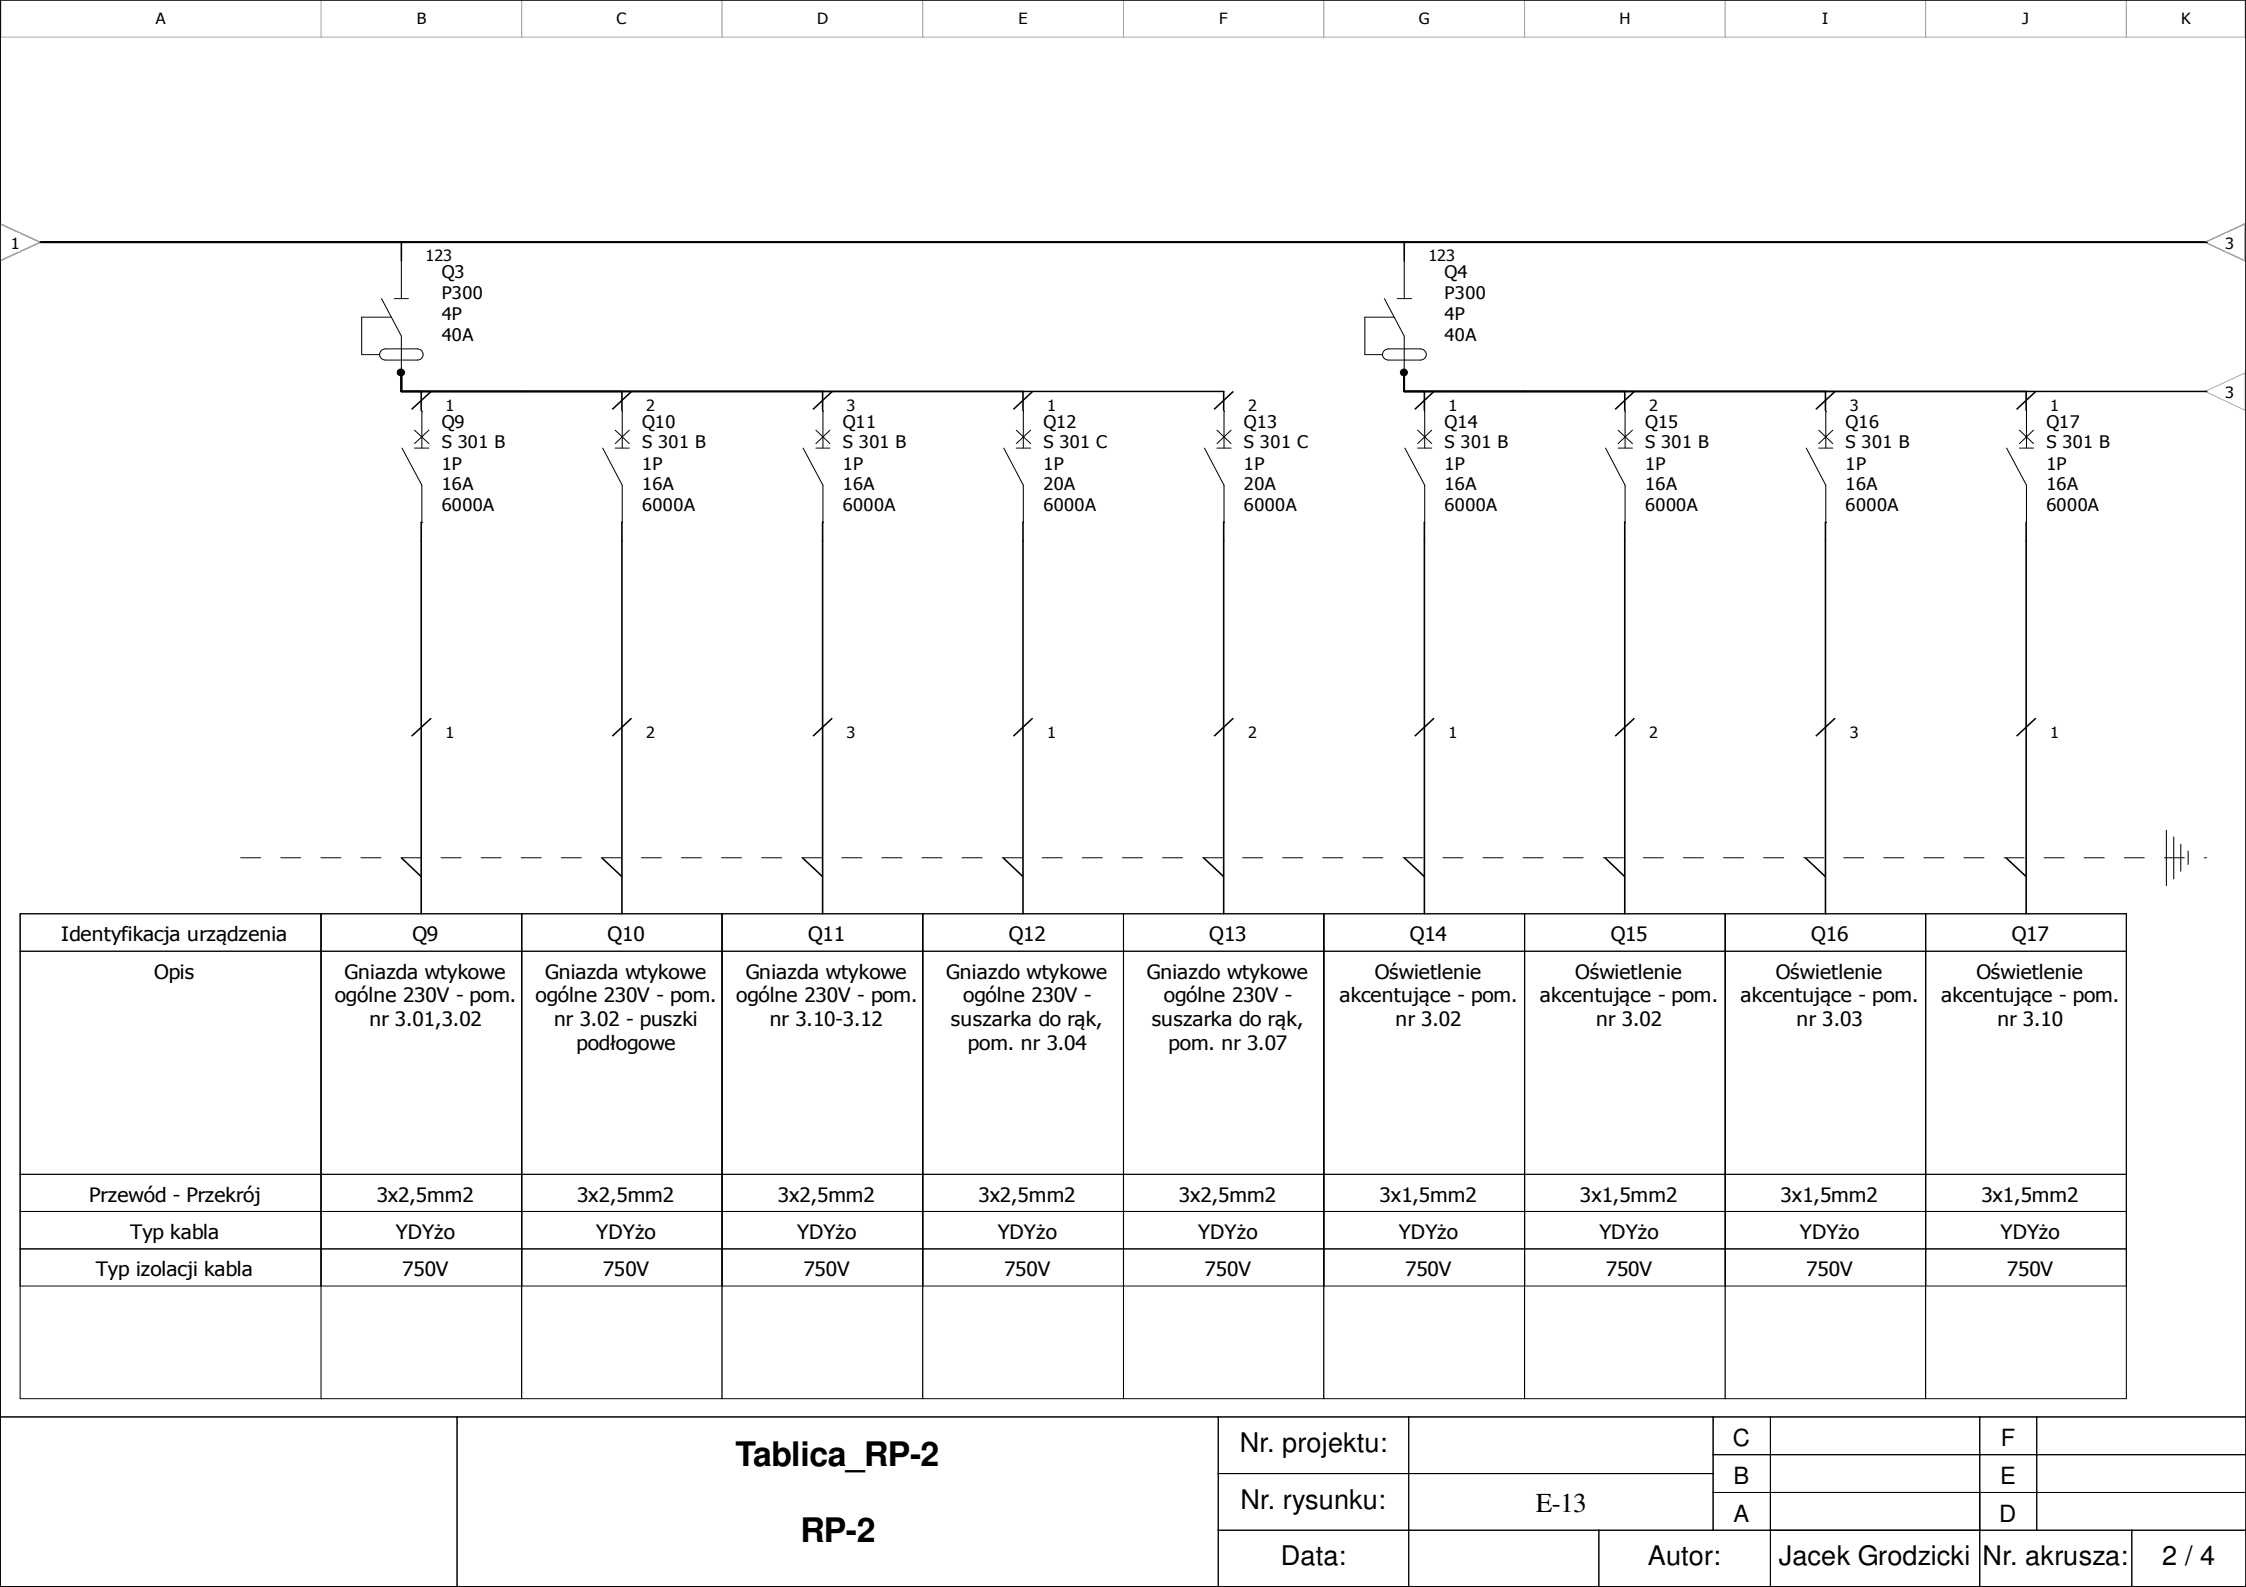 A B C D E F G H I J K
1
3
123
Q3
P300
4P
40A
123
Q4
P300
4P
40A
3
1
Q9
S 301 B
1P
16A
6000A
2
Q10
S 301 B
1P
16A
6000A
3
Q11
S 301 B
1P
16A
6000A
1
Q12
S 301 C
1P
20A
6000A
2
Q13
S 301 C
1P
20A
6000A
1
Q14
S 301 B
1P
16A
6000A
2
Q15
S 301 B
1P
16A
6000A
3
Q16
S 301 B
1P
16A
6000A
1
Q17
S 301 B
1P
16A
6000A
1 2 3 1 2 1 2 3 1
Identyfikacja urządzenia Q9 Q10 Q11 Q12 Q13 Q14 Q15 Q16 Q17
Opis
Gniazda wtykowe
ogólne 230V - pom.
nr 3.01,3.02
Gniazda wtykowe
ogólne 230V - pom.
nr 3.02 - puszki
podłogowe
Gniazda wtykowe
ogólne 230V - pom.
nr 3.10-3.12
Gniazdo wtykowe
ogólne 230V -
suszarka do rąk,
pom. nr 3.04
Gniazdo wtykowe
ogólne 230V -
suszarka do rąk,
pom. nr 3.07
Oświetlenie
akcentujące - pom.
nr 3.02
Oświetlenie
akcentujące - pom.
nr 3.02
Oświetlenie
akcentujące - pom.
nr 3.03
Oświetlenie
akcentujące - pom.
nr 3.10
Przewód - Przekrój 3x2,5mm2 3x2,5mm2 3x2,5mm2 3x2,5mm2 3x2,5mm2 3x1,5mm2 3x1,5mm2 3x1,5mm2 3x1,5mm2
Typ kabla YDYżo YDYżo YDYżo YDYżo YDYżo YDYżo YDYżo YDYżo YDYżo
Typ izolacji kabla 750V 750V 750V 750V 750V 750V 750V 750V 750V
Tablica_RP-2
RP-2
Nr. projektu:
Nr. rysunku: E-13
C F
B E
A D
Data:
Autor: Jacek Grodzicki Nr. akrusza: 2 / 4